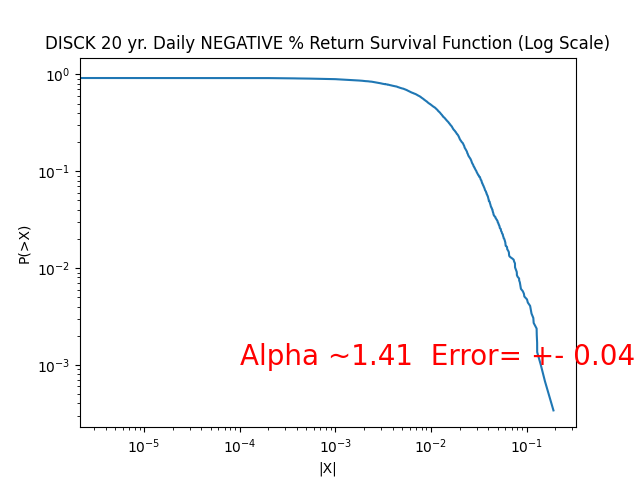 DISCK 20 yr. Daily NEGATIVE % Return Survival Function (Log Scale)
10⁰
10⁻¹
10⁻²
10⁻³
P(>X)
Alpha ~1.41  Error= +- 0.04
10⁻⁵ 10⁻⁴ 10⁻³ 10⁻² 10⁻¹
|X|